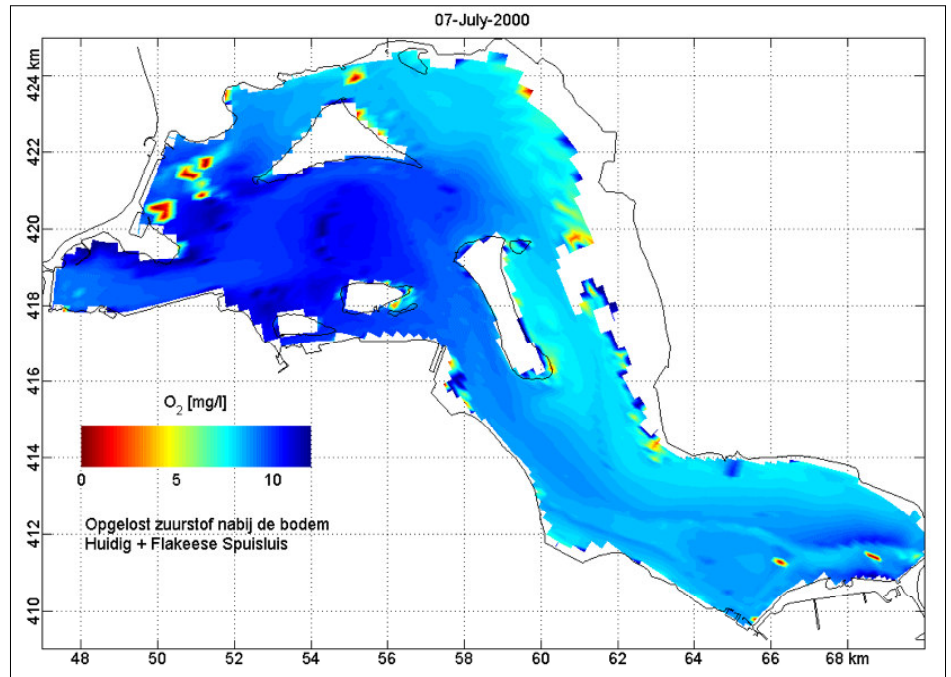 07-July-2000
424 km
422
420
418
416
414
412
410
O2 [mg/l]
0 5 10
Opgelost zuurstof nabij de bodem
Huidig + Flakeese Spuisluis
48 50 52 54 56 58 60 62 64 66 68 km